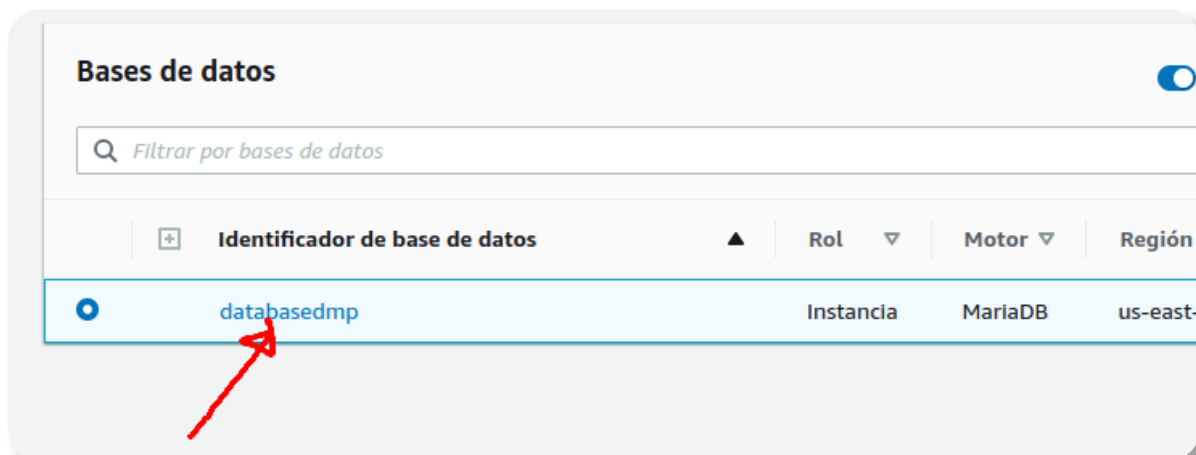 Bases de datos
Filtrar por bases de datos
Identificador de base de datos Rol Motor Región
databasedmp Instancia MariaDB us-east-